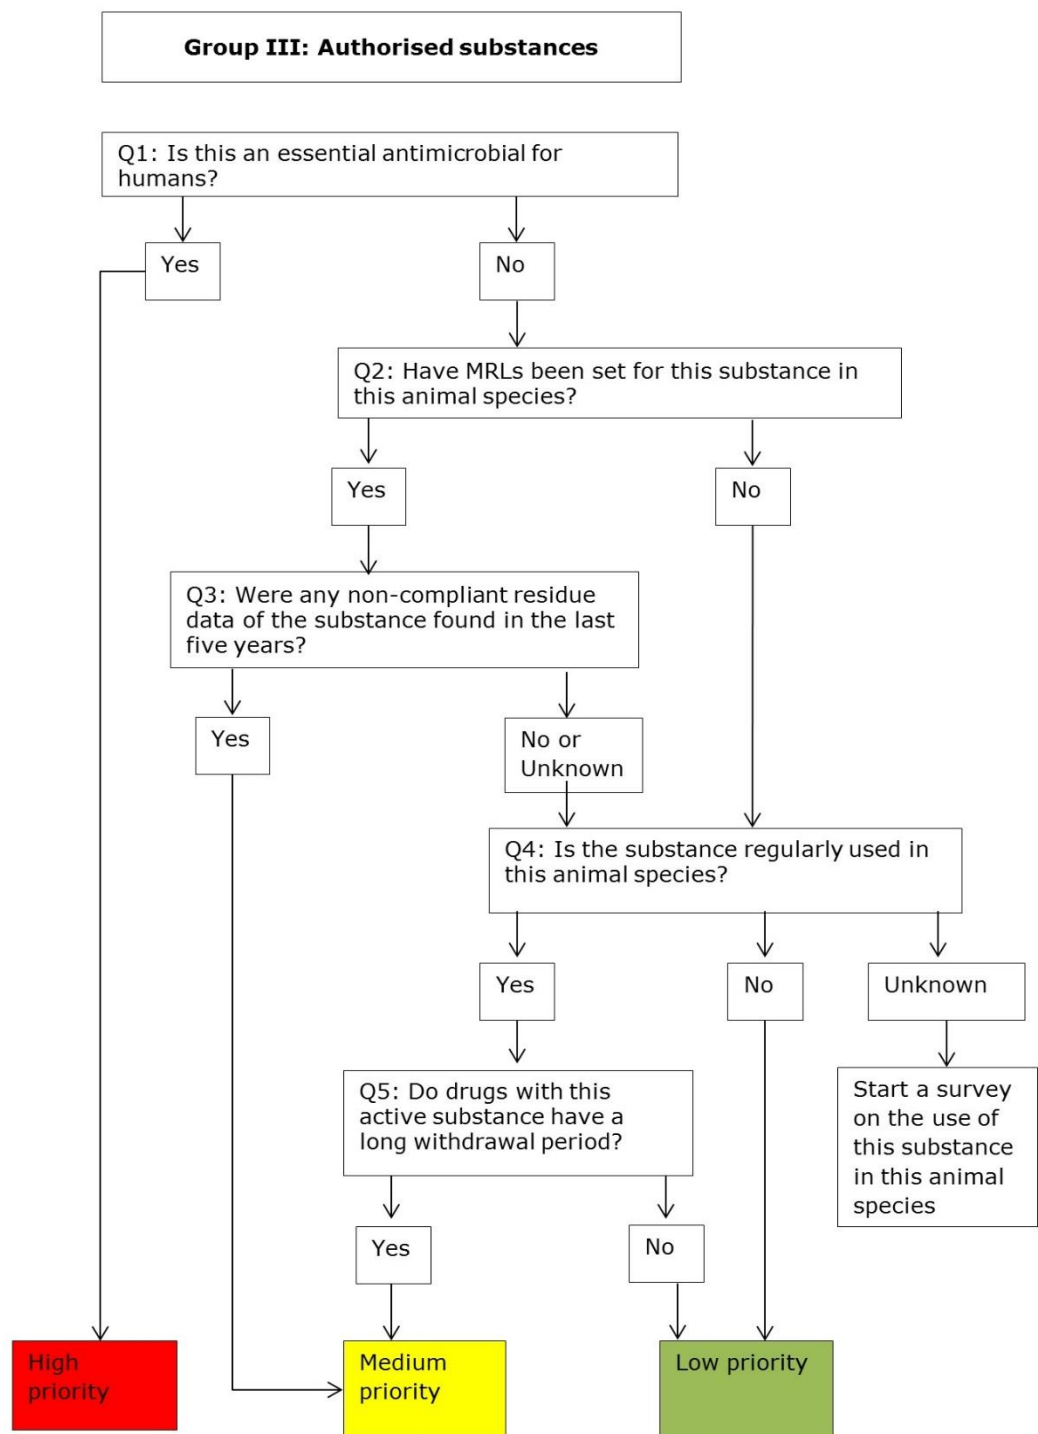 Group III: Authorised substances
Q1: Is this an essential antimicrobial for
humans?
Yes
No
Q2: Have MRLs been set for this substance in
this animal species?
Yes
No
Q3: Were any non-compliant residue
data of the substance found in the last
five years?
Yes
No or
Unknown
Q4: Is the substance regularly used in
this animal species?
Yes
No
Unknown
Q5: Do drugs with this
active substance have a
long withdrawal period?
Start a survey
on the use of
this substance
in this animal
species
Yes
No
High
priority
Medium
priority
Low priority